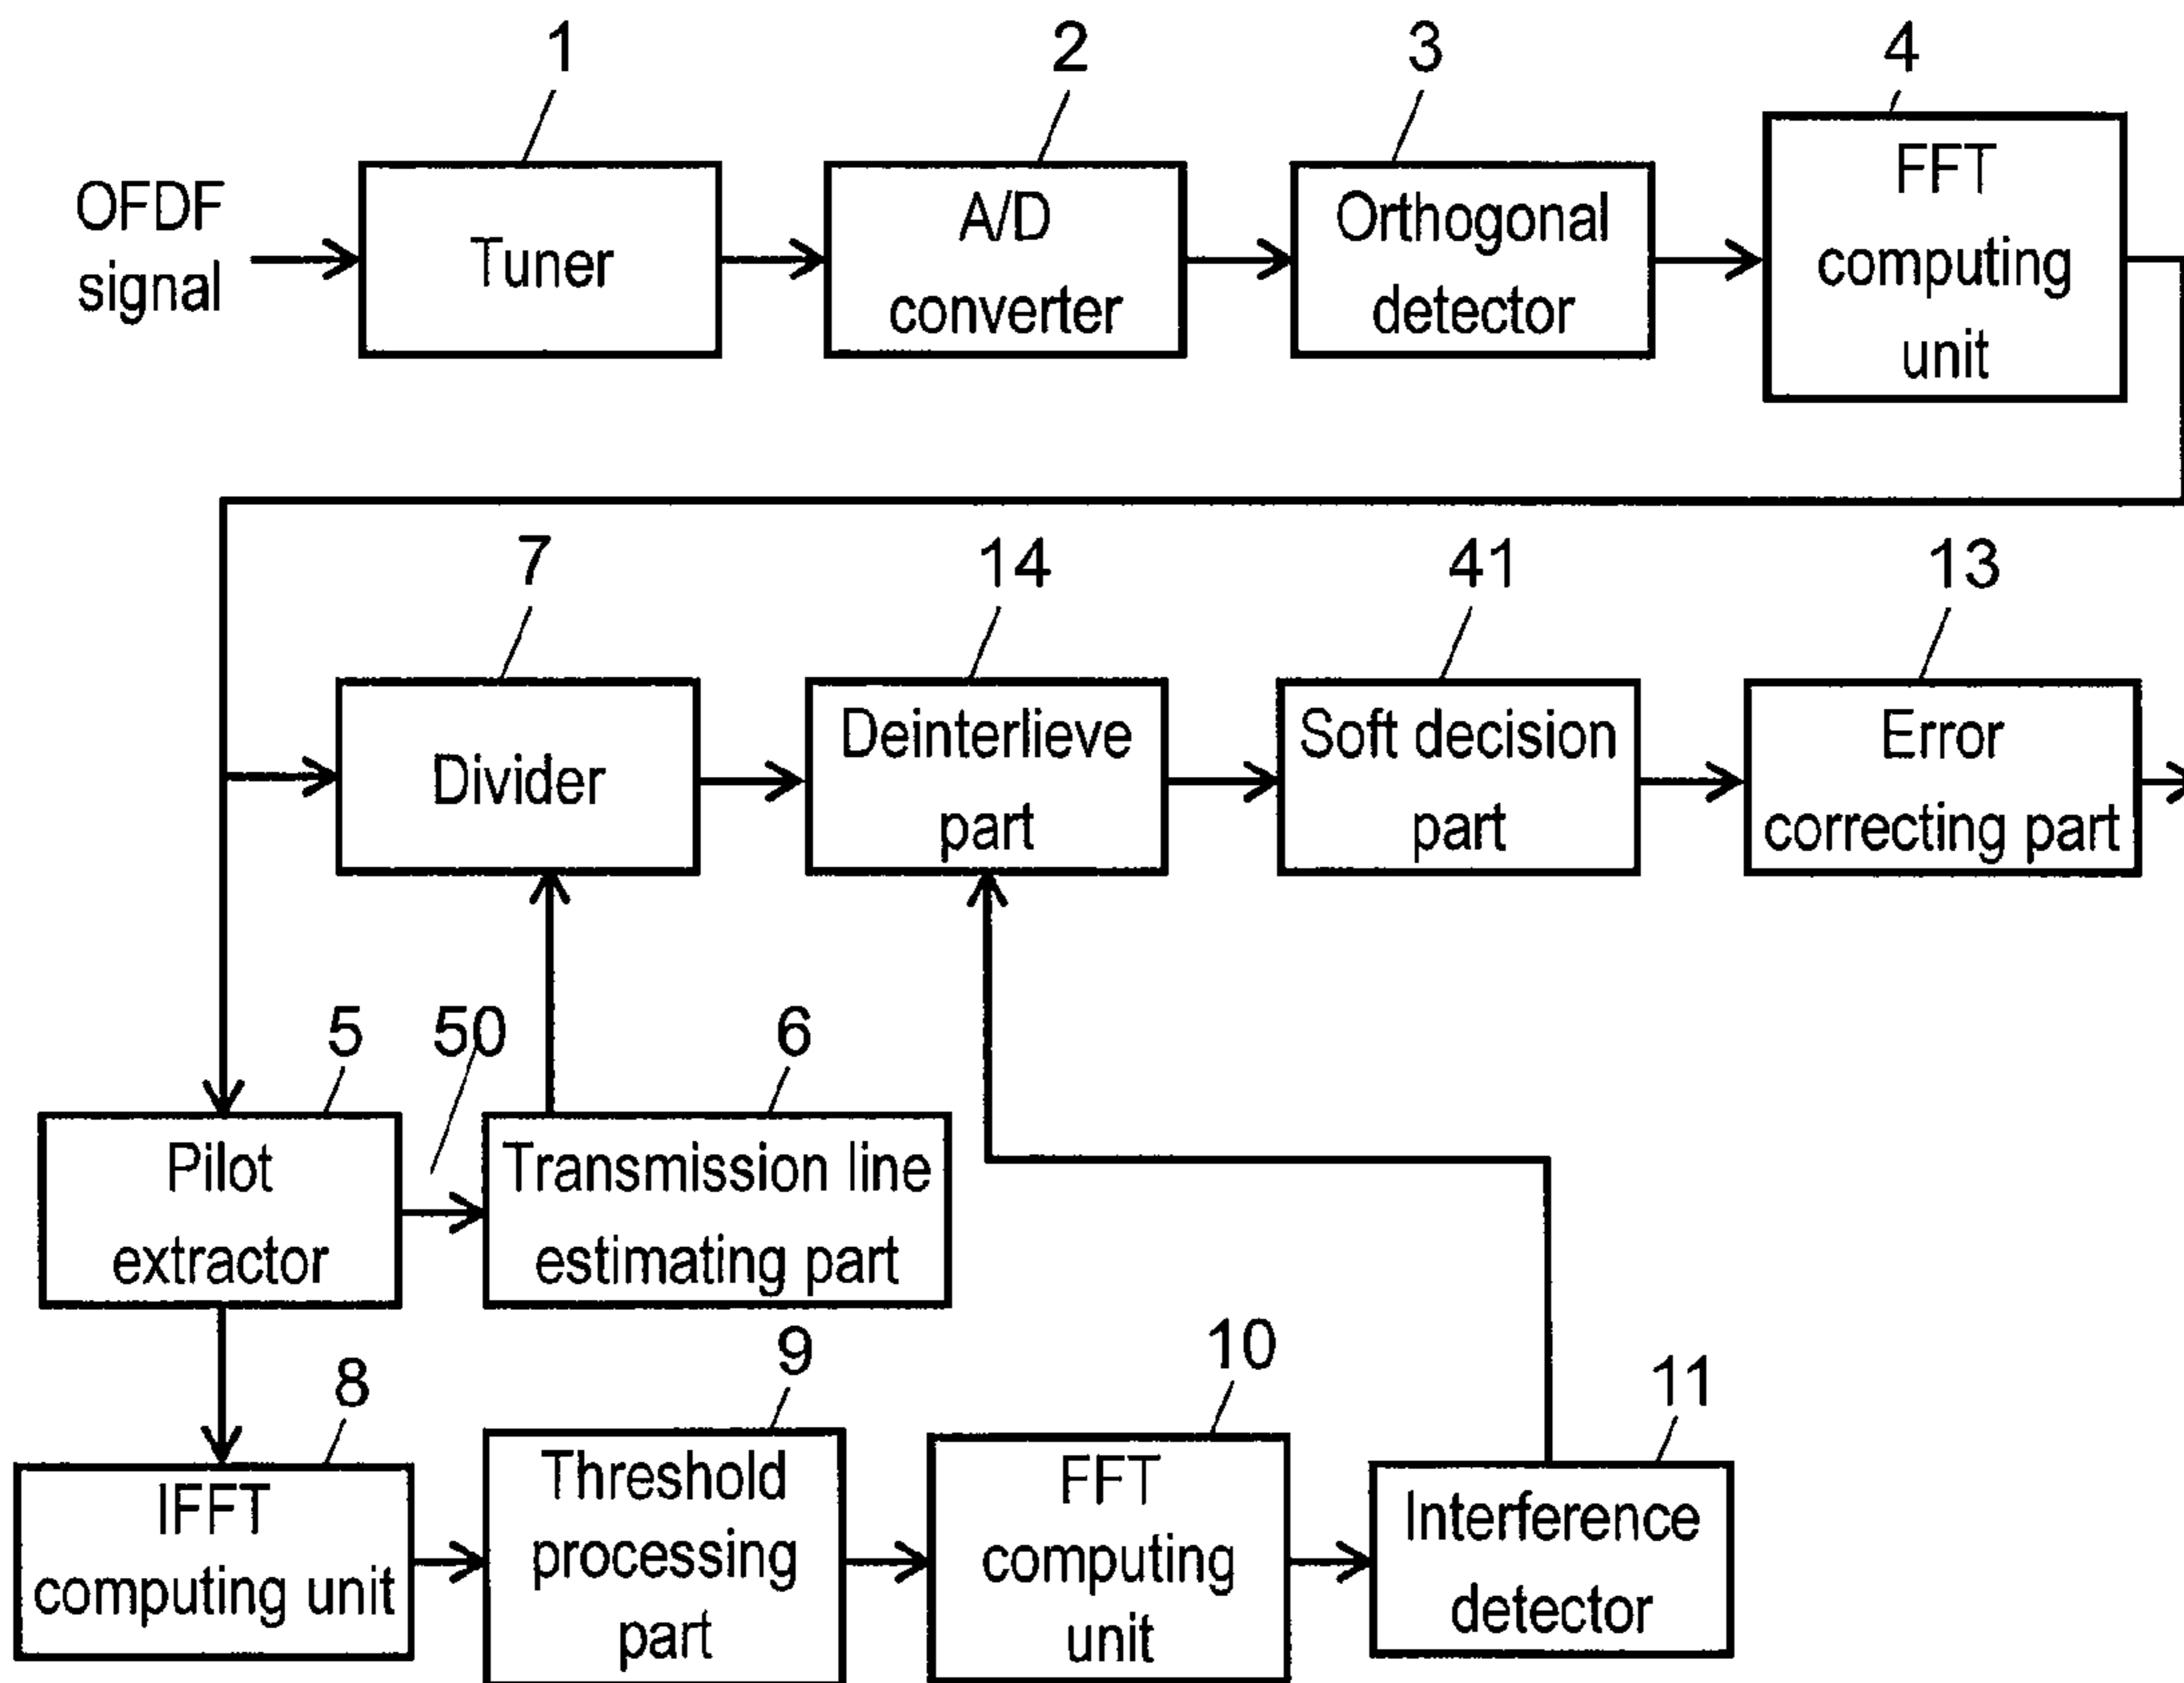 1
2
3
4
OFDF
signal
Tuner
A/D
converter
Orthogonal
detector
FFT
computing
unit
7
14
41
13
Divider
Deinterlieve
part
Soft decision
part
Error
correcting part
5
50
6
Pilot
extractor
Transmission line
estimating part
8
9
10
11
IFFT
computing unit
Threshold
processing
part
FFT
computing
unit
Interference
detector